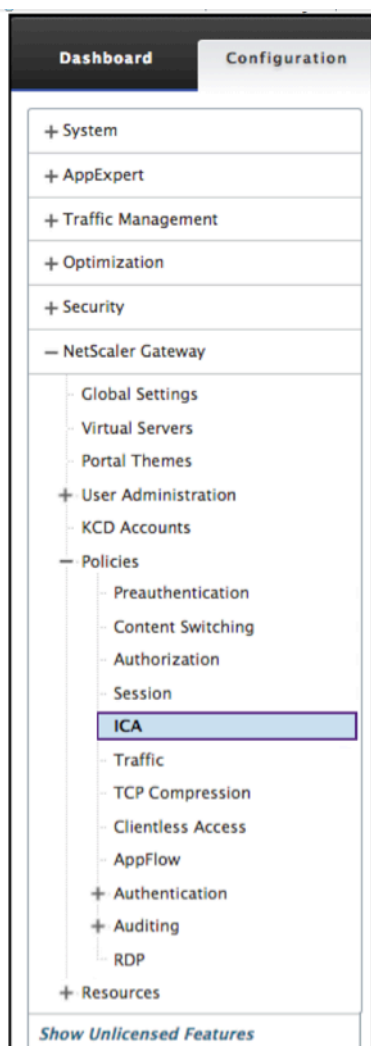 Dashboard
Configuration
+ System
+ AppExpert
+ Traffic Management
+ Optimization
+ Security
− NetScaler Gateway
Global Settings
Virtual Servers
Portal Themes
+ User Administration
KCD Accounts
− Policies
Preauthentication
Content Switching
Authorization
Session
ICA
Traffic
TCP Compression
Clientless Access
AppFlow
+ Authentication
+ Auditing
RDP
+ Resources
Show Unlicensed Features